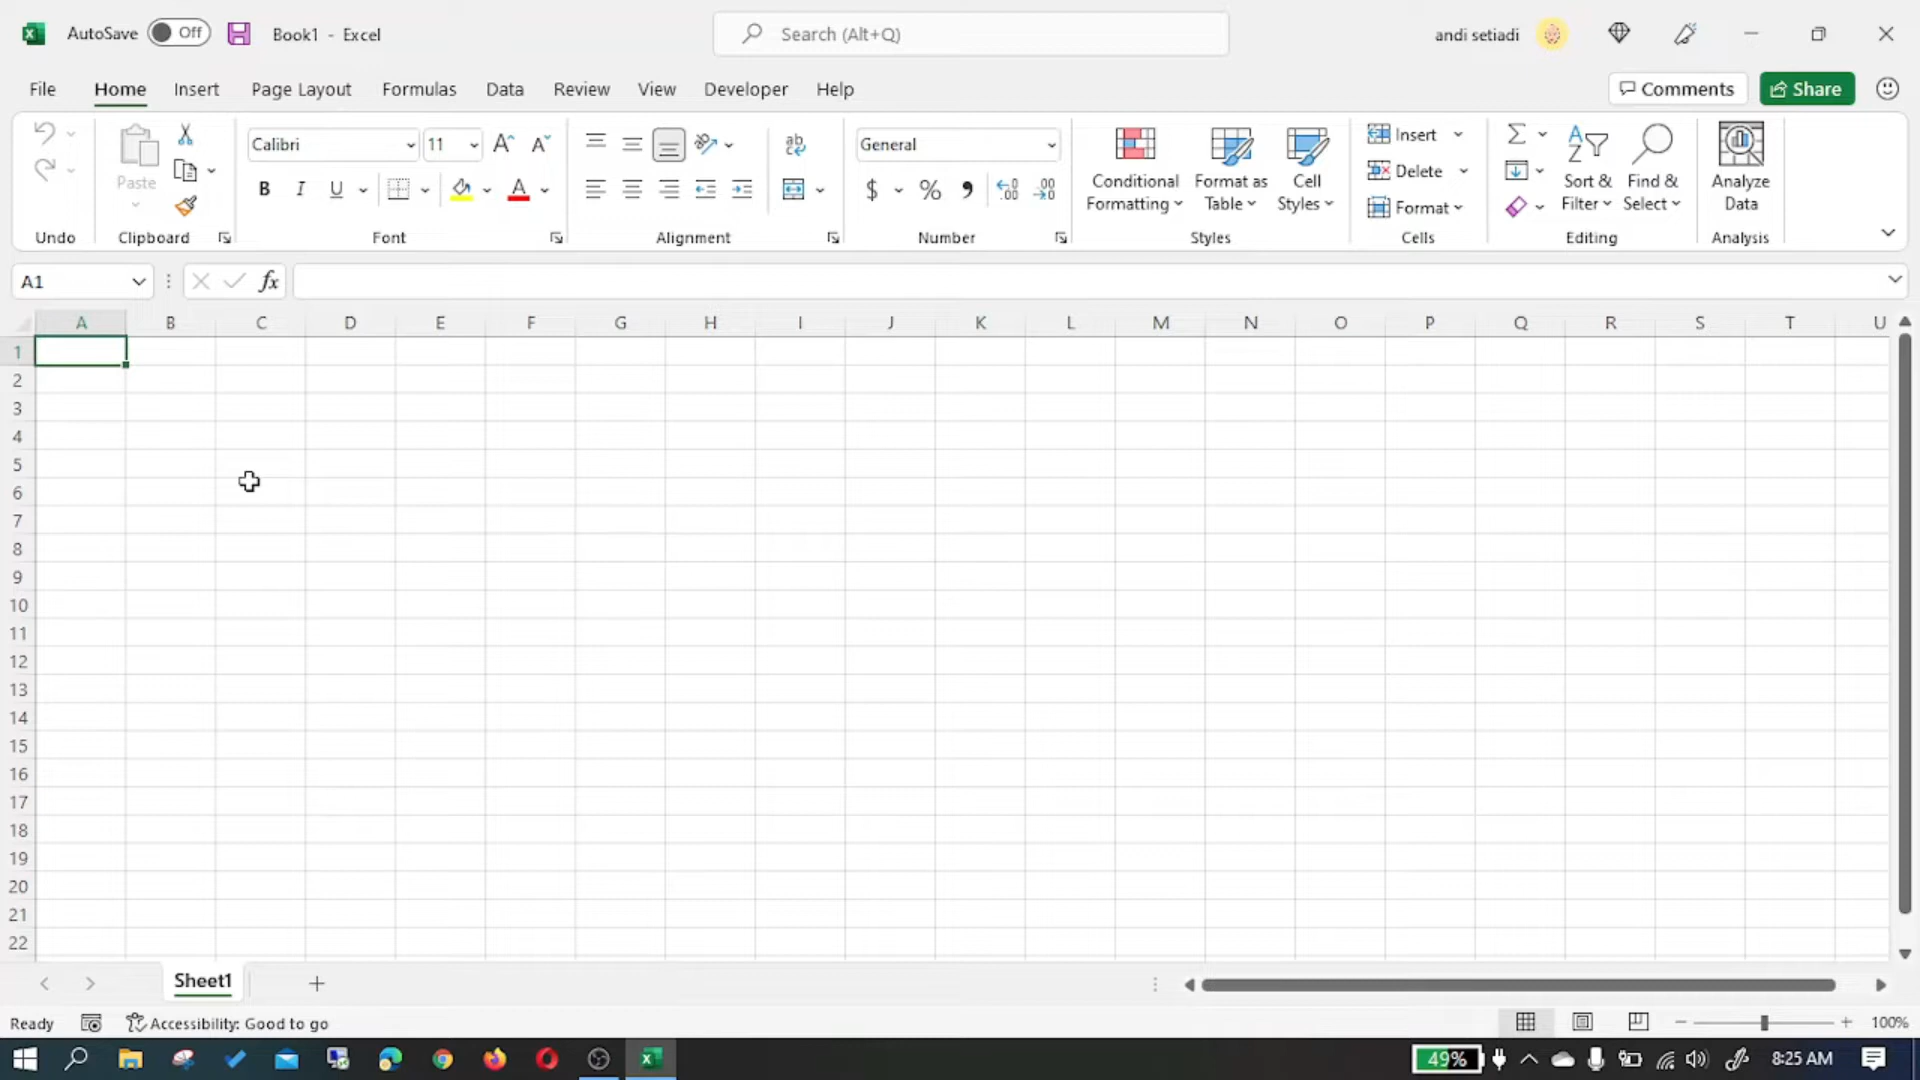 AutoSave Off Book1 - Excel Search (Alt+Q) andi setiadi
File Home Insert Page Layout Formulas Data Review View Developer Help Comments Share
Paste Calibri 11 General Conditional Formatting Format as Table Cell Styles Insert Delete Format Sort & Filter Find & Select Analyze Data
Undo Clipboard Font Alignment Number Styles Cells Editing Analysis
A1 fx
A B C D E F G H I J K L M N O P Q R S T U
1
2
3
4
5
6
7
8
9
10
11
12
13
14
15
16
17
18
19
20
21
22
Sheet1
Ready Accessibility: Good to go 100%
49% 8:25 AM